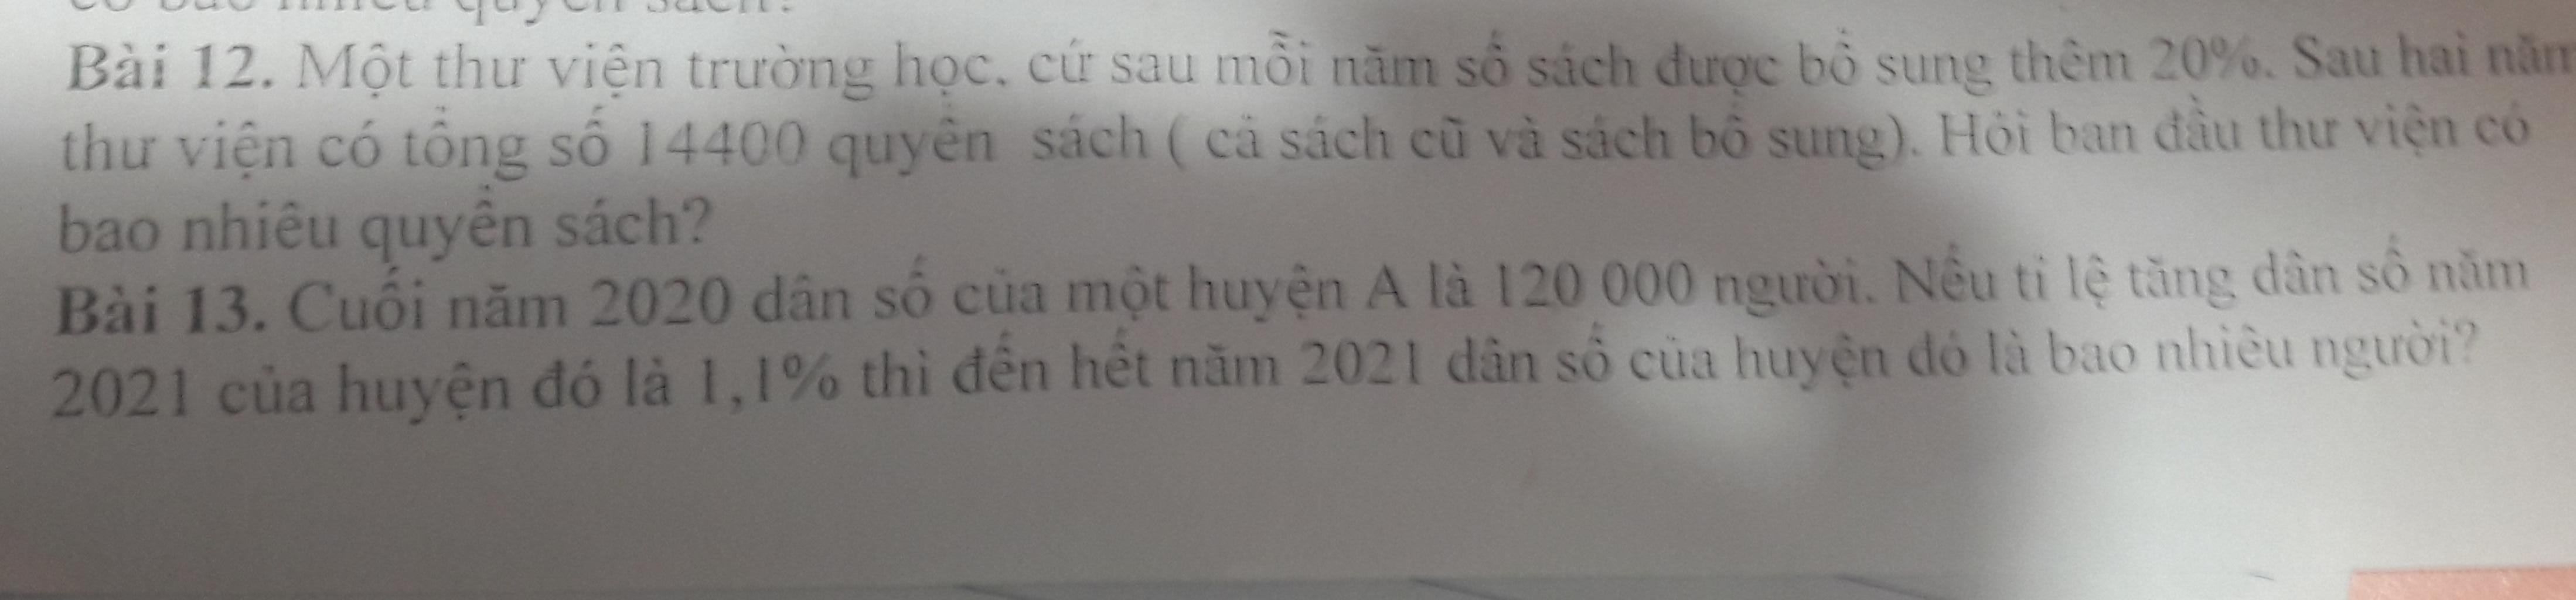 Bài 12. Một thư viện trường học, cứ sau mỗi năm số sách được bổ sung thêm 20%. Sau hai năm
thư viện có tổng số 14400 quyển sách ( cả sách cũ và sách bổ sung). Hỏi ban đầu thư viện có
bao nhiêu quyển sách?
Bài 13. Cuối năm 2020 dân số của một huyện A là 120 000 người. Nếu tỉ lệ tăng dân số năm
2021 của huyện đó là 1,1% thì đến hết năm 2021 dân số của huyện đó là bao nhiêu người?